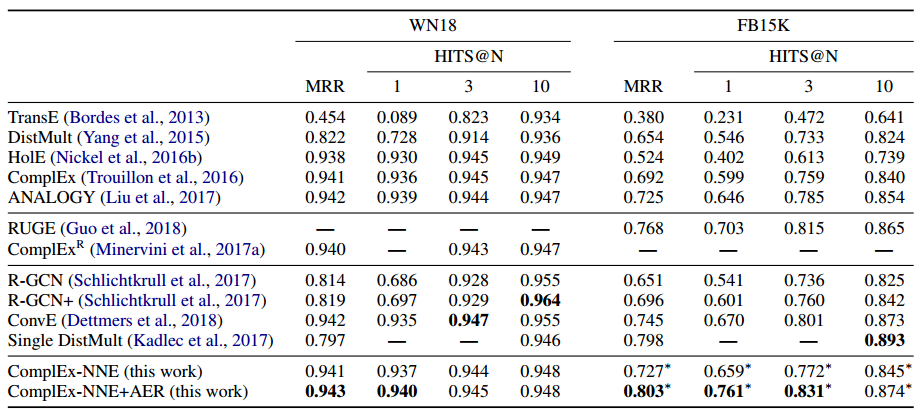 WN18 FB15K
HITS@N HITS@N
MRR 1 3 10 MRR 1 3 10
TransE (Bordes et al., 2013) 0.454 0.089 0.823 0.934 0.380 0.231 0.472 0.641
DistMult (Yang et al., 2015) 0.822 0.728 0.914 0.936 0.654 0.546 0.733 0.824
HolE (Nickel et al., 2016b) 0.938 0.930 0.945 0.949 0.524 0.402 0.613 0.739
ComplEx (Trouillon et al., 2016) 0.941 0.936 0.945 0.947 0.692 0.599 0.759 0.840
ANALOGY (Liu et al., 2017) 0.942 0.939 0.944 0.947 0.725 0.646 0.785 0.854
RUGE (Guo et al., 2018) — — — — 0.768 0.703 0.815 0.865
ComplEx^R (Minervini et al., 2017a) 0.940 — 0.943 0.947 — — — —
R-GCN (Schlichtkrull et al., 2017) 0.814 0.686 0.928 0.955 0.651 0.541 0.736 0.825
R-GCN+ (Schlichtkrull et al., 2017) 0.819 0.697 0.929 0.964 0.696 0.601 0.760 0.842
ConvE (Dettmers et al., 2018) 0.942 0.935 0.947 0.955 0.745 0.670 0.801 0.873
Single DistMult (Kadlec et al., 2017) 0.797 — — 0.946 0.798 — — 0.893
ComplEx-NNE (this work) 0.941 0.937 0.944 0.948 0.727* 0.659* 0.772* 0.845*
ComplEx-NNE+AER (this work) 0.943 0.940 0.945 0.948 0.803* 0.761* 0.831* 0.874*